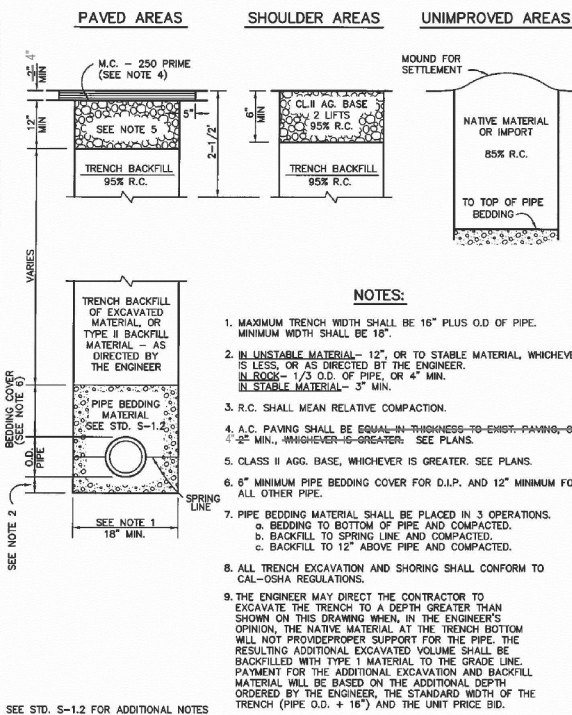 PAVED AREAS
SHOULDER AREAS
UNIMPROVED AREAS
4"
2"
MIN
M.C. - 250 PRIME
(SEE NOTE 4)
12"
MIN
SEE NOTE 5
5"
2-1/2'
TRENCH BACKFILL
95% R.C.
6"
MIN
CL.II AG. BASE
2 LIFTS
95% R.C.
TRENCH BACKFILL
95% R.C.
MOUND FOR
SETTLEMENT
NATIVE MATERIAL
OR IMPORT
85% R.C.
TO TOP OF PIPE
BEDDING
VARIES
TRENCH BACKFILL
OF EXCAVATED
MATERIAL, OR
TYPE II BACKFILL
MATERIAL - AS
DIRECTED BY
THE ENGINEER
BEDDING COVER
(SEE NOTE 6)
PIPE BEDDING
MATERIAL
SEE STD. S-1.2
O.D.
PIPE
SPRING
LINE
SEE NOTE 2
SEE NOTE 1
18" MIN.
NOTES:
1. MAXIMUM TRENCH WIDTH SHALL BE 16" PLUS O.D OF PIPE.
MINIMUM WIDTH SHALL BE 18".
2. IN UNSTABLE MATERIAL- 12", OR TO STABLE MATERIAL, WHICHEVE
IS LESS, OR AS DIRECTED BT THE ENGINEER.
IN ROCK- 1/3 O.D. OF PIPE, OR 4" MIN.
IN STABLE MATERIAL- 3" MIN.
3. R.C. SHALL MEAN RELATIVE COMPACTION.
4. A.C. PAVING SHALL BE EQUAL IN THICKNESS TO EXIST. PAVING, O
4" 2" MIN., WHICHEVER IS GREATER. SEE PLANS.
5. CLASS II AGG. BASE, WHICHEVER IS GREATER. SEE PLANS.
6. 6" MINIMUM PIPE BEDDING COVER FOR D.I.P. AND 12" MINIMUM FO
ALL OTHER PIPE.
7. PIPE BEDDING MATERIAL SHALL BE PLACED IN 3 OPERATIONS.
a. BEDDING TO BOTTOM OF PIPE AND COMPACTED.
b. BACKFILL TO SPRING LINE AND COMPACTED.
c. BACKFILL TO 12" ABOVE PIPE AND COMPACTED.
8. ALL TRENCH EXCAVATION AND SHORING SHALL CONFORM TO
CAL-OSHA REGULATIONS.
9. THE ENGINEER MAY DIRECT THE CONTRACTOR TO
EXCAVATE THE TRENCH TO A DEPTH GREATER THAN
SHOWN ON THIS DRAWING WHEN, IN THE ENGINEER'S
OPINION, THE NATIVE MATERIAL AT THE TRENCH BOTTOM
WILL NOT PROVIDEPROPER SUPPORT FOR THE PIPE. THE
RESULTING ADDITIONAL EXCAVATED VOLUME SHALL BE
BACKFILLED WITH TYPE 1 MATERIAL TO THE GRADE LINE.
PAYMENT FOR THE ADDITIONAL EXCAVATION AND BACKFILL
MATERIAL WILL BE BASED ON THE ADDITIONAL DEPTH
ORDERED BY THE ENGINEER, THE STANDARD WIDTH OF THE
TRENCH (PIPE O.D. + 16") AND THE UNIT PRICE BID.
SEE STD. S-1.2 FOR ADDITIONAL NOTES